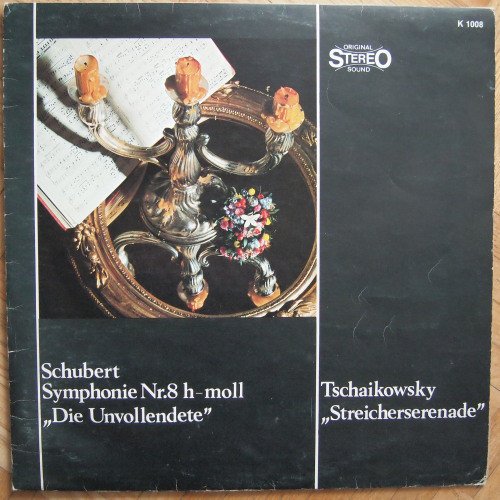 K 1008
ORIGINAL
STEREO
SOUND
Schubert
Symphonie Nr.8 h-moll
„Die Unvollendete”
Tschaikowsky
„Streicherserenade”